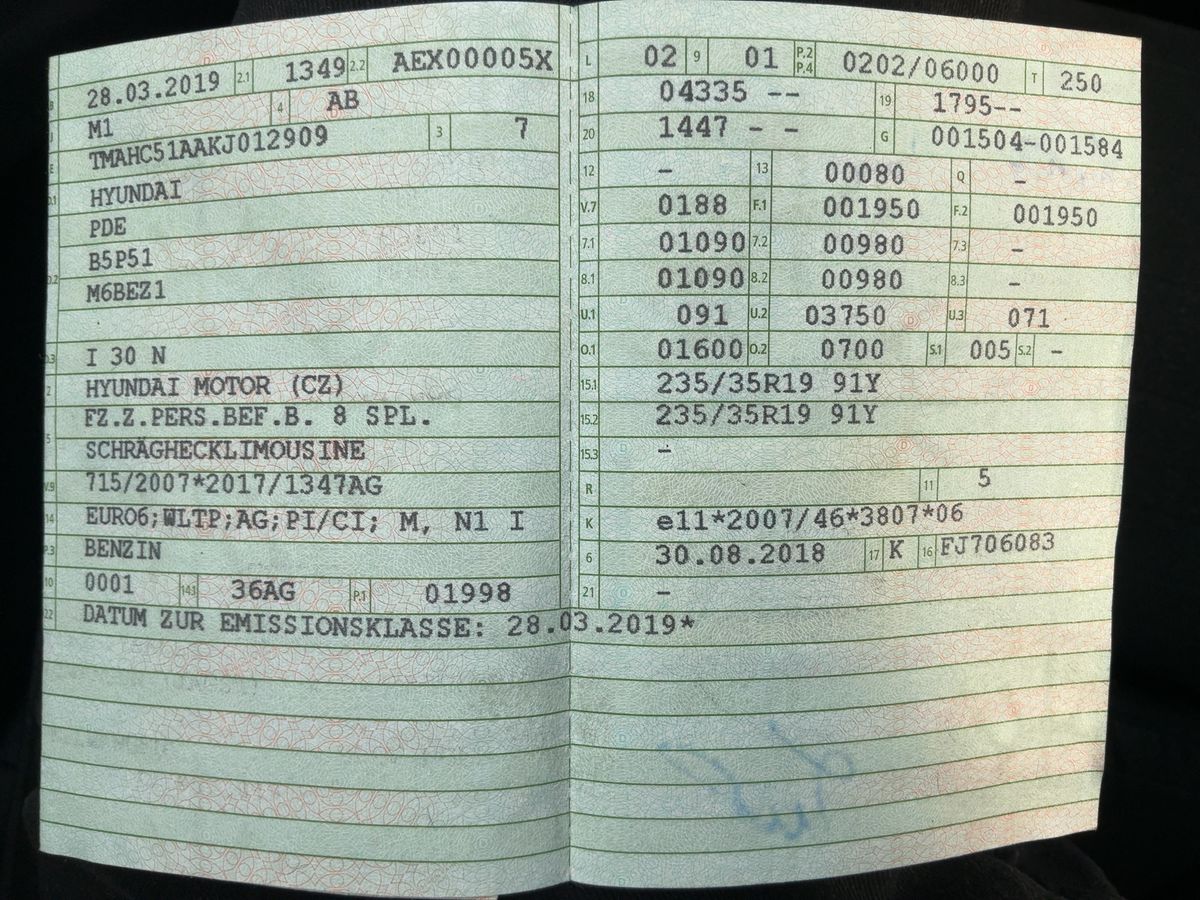 B 28.03.2019 2.1 1349 2.2 AEX00005X
J M1 4 AB
E TMAHC51AAKJ012909 3 7
D.1 HYUNDAI
PDE
D.2 B5P51
M6BEZ1
D.3 I 30 N
2 HYUNDAI MOTOR (CZ)
5 FZ.Z.PERS.BEF.B. 8 SPL.
SCHRÄGHECKLIMOUSINE
V.9 715/2007*2017/1347AG
14 EURO6;WLTP;AG;PI/CI; M, N1 I
P.3 BENZIN
10 0001 14.1 36AG P.1 01998
22 DATUM ZUR EMISSIONSKLASSE: 28.03.2019*
L 02 9 01 P.2 P.4 0202/06000 T 250
18 04335 -- 19 1795--
20 1447 - - G 001504-001584
12 - 13 00080 Q -
V.7 0188 F.1 001950 F.2 001950
7.1 01090 7.2 00980 7.3 -
8.1 01090 8.2 00980 8.3 -
U.1 091 U.2 03750 U.3 071
O.1 01600 O.2 0700 S.1 005 S.2 -
15.1 235/35R19 91Y
15.2 235/35R19 91Y
15.3 -
R 11 5
K e11*2007/46*3807*06
6 30.08.2018 17 K 16 FJ706083
21 -